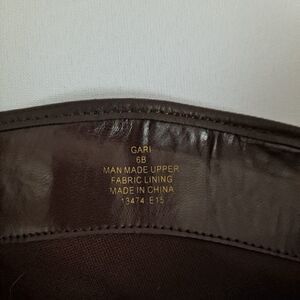 GARI
6B
MAN MADE UPPER
FABRIC LINING
MADE IN CHINA
13474 E15